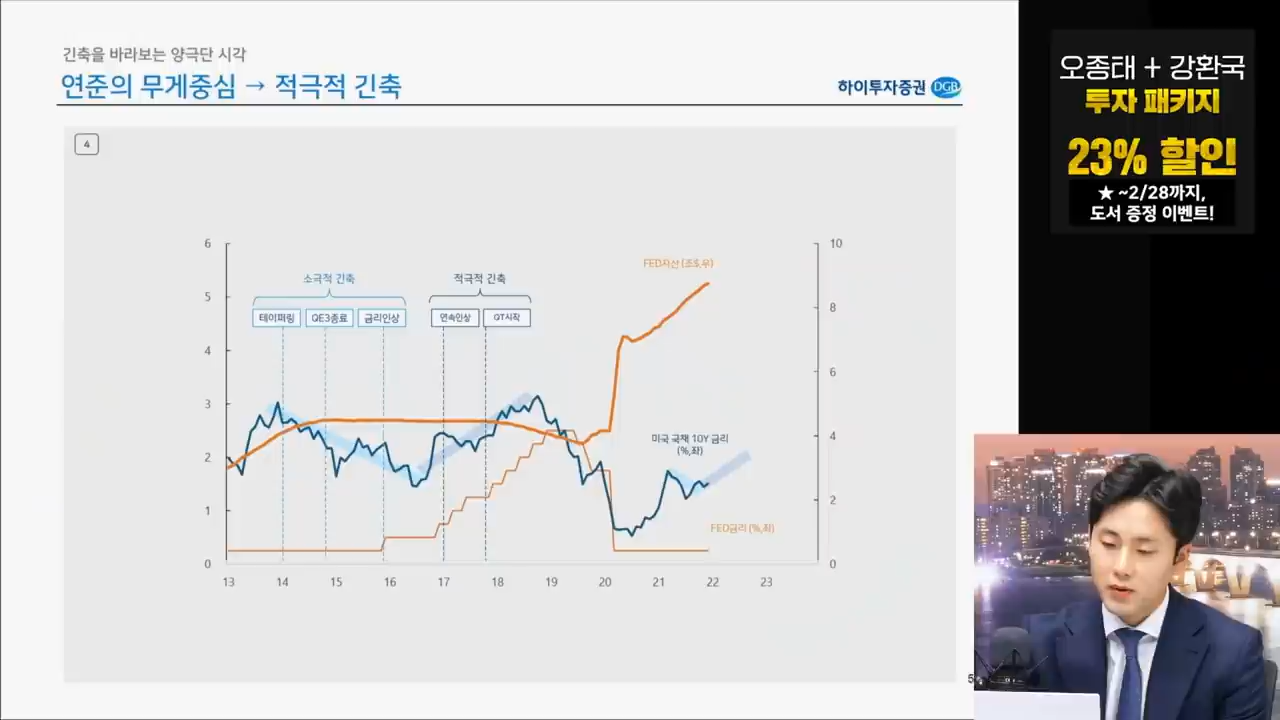 긴축을 바라보는 양극단 시각
연준의 무게중심 → 적극적 긴축
하이투자증권 DGB
4
오종태 + 강환국
투자 패키지
23% 할인
★ ~2/28까지,
도서 증정 이벤트!
6
5
4
3
2
1
0
10
8
6
4
2
0
소극적 긴축
적극적 긴축
테이퍼링
QE3종료
금리인상
연속인상
QT시작
FED자산 (조$,우)
미국 국채 10Y 금리
(%,좌)
FED금리 (%,좌)
13 14 15 16 17 18 19 20 21 22 23
5